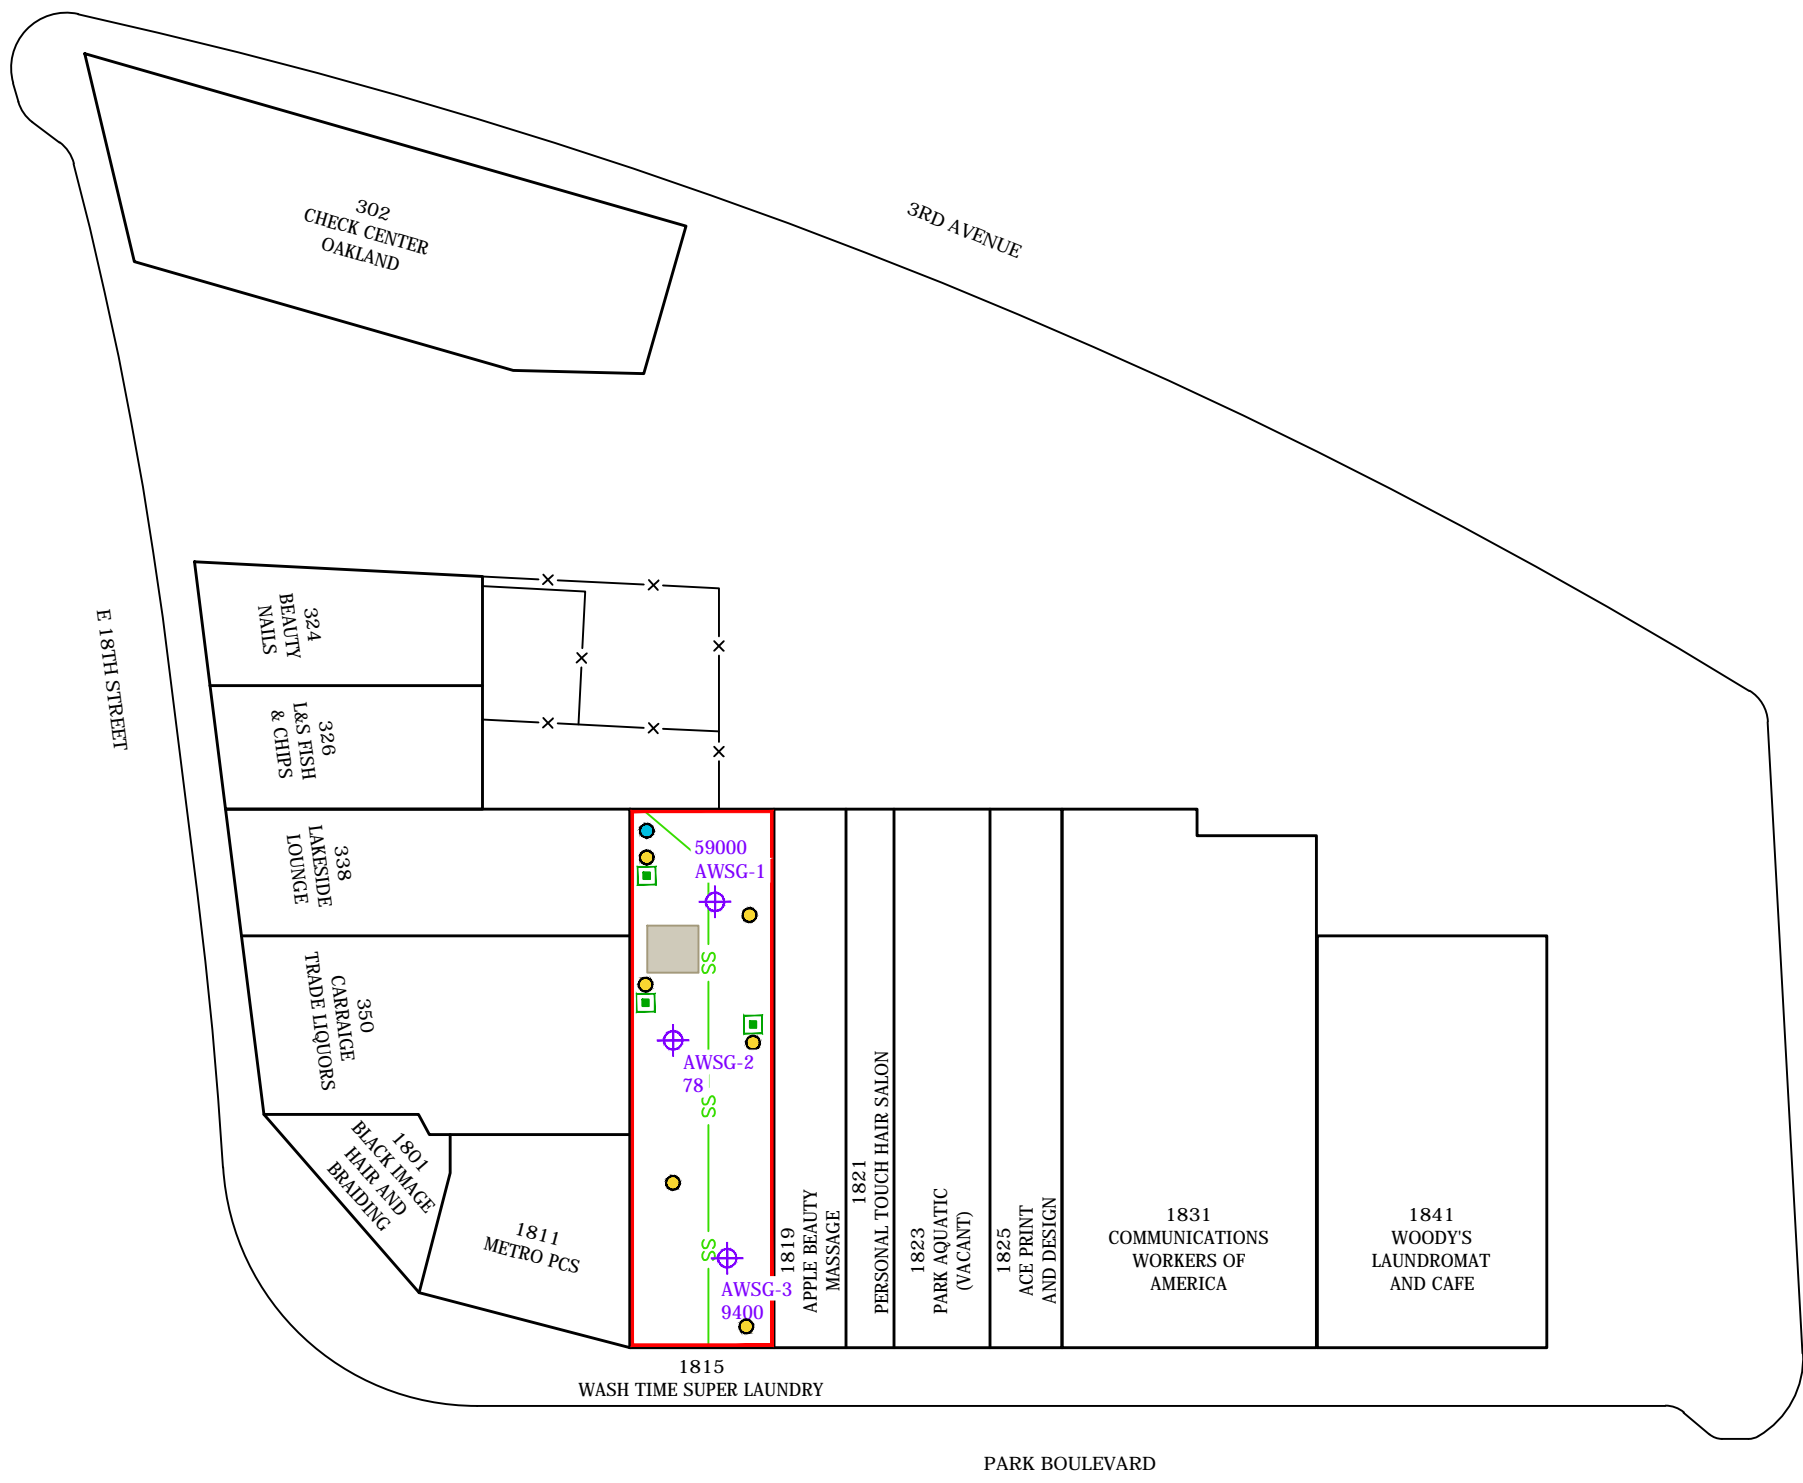 302
CHECK CENTER
OAKLAND
3RD AVENUE
E 18TH STREET
324
BEAUTY
NAILS
326
L&S FISH
& CHIPS
338
LAKESIDE
LOUNGE
350
CARRAIGE
TRADE LIQUORS
1801
BLACK IMAGE
HAIR AND
BRAIDING
1811
METRO PCS
59000
AWSG-1
SS
AWSG-2
78
SS
SS
AWSG-3
9400
1815
WASH TIME SUPER LAUNDRY
1819
APPLE BEAUTY
MASSAGE
1821
PERSONAL TOUCH HAIR SALON
1823
PARK AQUATIC
(VACANT)
1825
ACE PRINT
AND DESIGN
1831
COMMUNICATIONS
WORKERS OF
AMERICA
1841
WOODY'S
LAUNDROMAT
AND CAFE
PARK BOULEVARD